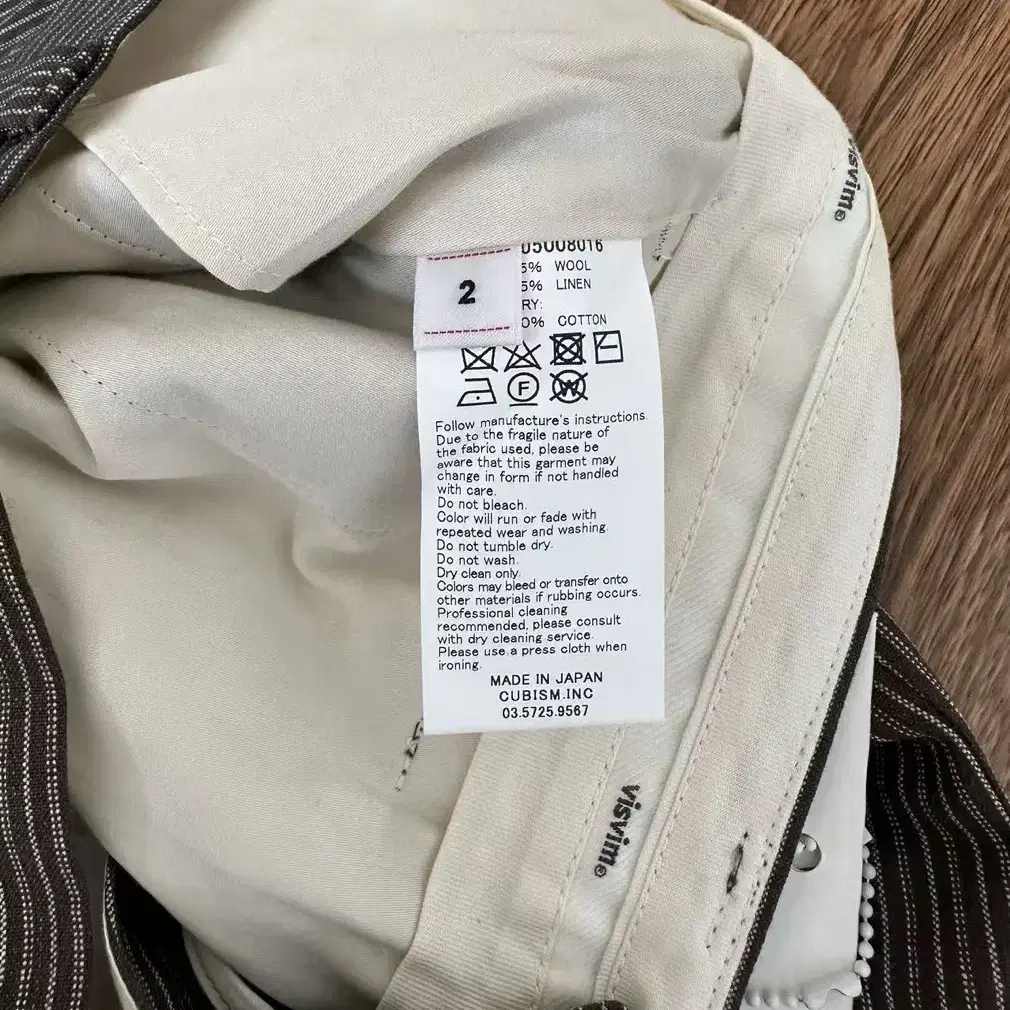 visvim®
2
5008016
5% WOOL
5% LINEN
RY:
0% COTTON
F
W
Follow manufacture's instructions.
Due to the fragile nature of
the fabric used, please be
aware that this garment may
change in form if not handled
with care.
Do not bleach.
Color will run or fade with
repeated wear and washing.
Do not tumble dry.
Do not wash.
Dry clean only.
Colors may bleed or transfer onto
other materials if rubbing occurs.
Professional cleaning
recommended, please consult
with dry cleaning service.
Please use a press cloth when
ironing.
MADE IN JAPAN
CUBISM.INC
03.5725.9567
visvim®